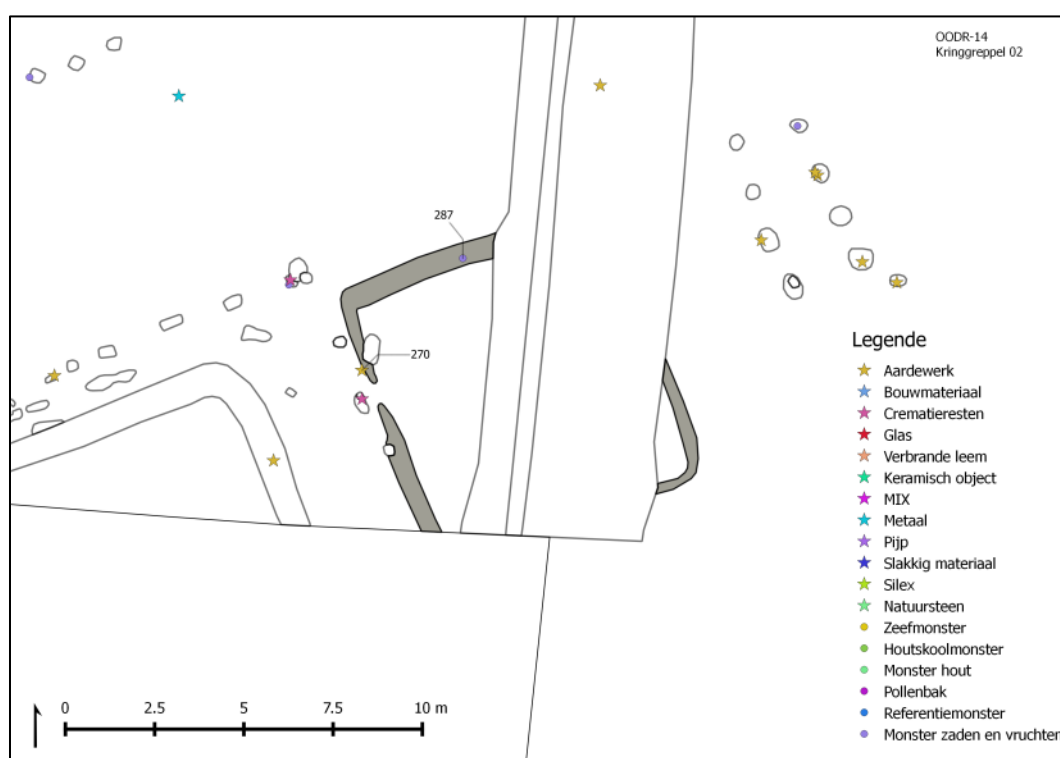 OODR-14
Kringgreppel 02
287
270
Legende
Aardewerk
Bouwmateriaal
Crematieresten
Glas
Verbrande leem
Keramisch object
MIX
Metaal
Pijp
Slakkig materiaal
Silex
Natuursteen
Zeefmonster
Houtskoolmonster
Monster hout
Pollenbak
Referentiemonster
Monster zaden en vruchten
0 2.5 5 7.5 10 m